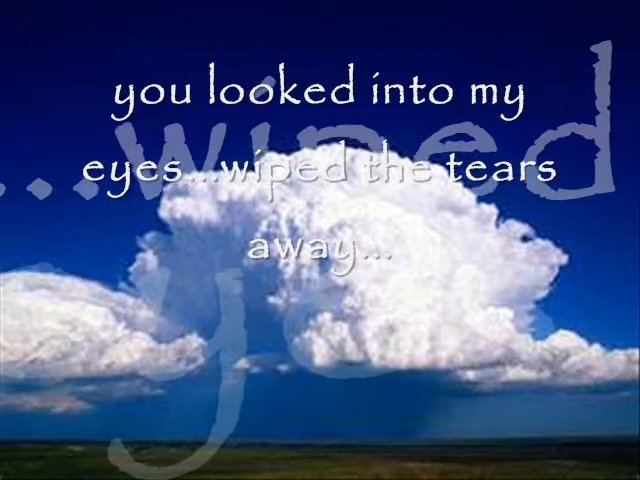 you looked into my
eyes...wiped the tears
away...
...wiped